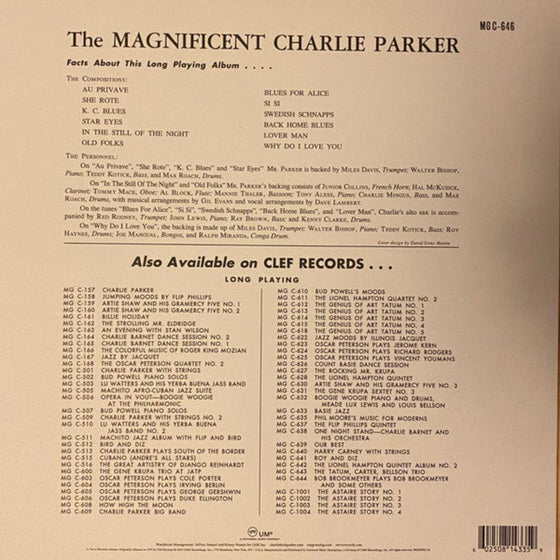 MG C-646
The MAGNIFICENT CHARLIE PARKER
Facts About This Long Playing Album . . . .
THE COMPOSITIONS:
AU PRIVAVE
SHE ROTE
K. C. BLUES
STAR EYES
IN THE STILL OF THE NIGHT
OLD FOLKS
BLUES FOR ALICE
SI SI
SWEDISH SCHNAPPS
BACK HOME BLUES
LOVER MAN
WHY DO I LOVE YOU
THE PERSONNEL:
On "Au Privave", "She Rote", "K. C. Blues" and "Star Eyes" MR. PARKER is backed by MILES DAVIS, Trumpet; WALTER BISHOP,
Piano; TEDDY KOTICK, Bass, and MAX ROACH, Drums.
On "In The Still Of The Night" and "Old Folks" MR. PARKER'S backing consists of JUNIOR COLLINS, French Horn; HAL MCKUSICK,
Clarinet; TOMMY MACE, Oboe; AL BLOCK, Flute; MANNIE THALER, Bassoon; TONY ALESS, Piano; CHARLIE MINGUS, Bass, and MAX
ROACH, Drums, with musical arrangements by GIL EVANS and vocal arrangements by DAVE LAMBERT.
On the tunes "Blues For Alice", "Si Si", "Swedish Schnapps", "Back Home Blues", and "Lover Man", Charlie's alto sax is accom-
panied by RED RODNEY, Trumpet; JOHN LEWIS, Piano; RAY BROWN, Bass; and KENNY CLARKE, Drums.
On "Why Do I Love You", the backing is made up of MILES DAVIS, Trumpet; WALTER BISHOP, Piano; TEDDY KOTICK, Bass; ROY
HAYNES, Drums; JOE MANGUAL, Bongos, and RALPH MIRANDA, Conga Drum.
Cover design by David Stone Martin
Also Available on CLEF RECORDS . . .
LONG PLAYING
MG C-157 CHARLIE PARKER
MG C-158 JUMPING MOODS BY FLIP PHILLIPS
MG C-159 ARTIE SHAW AND HIS GRAMERCY FIVE NO. 1
MG C-160 ARTIE SHAW AND HIS GRAMERCY FIVE NO. 2
MG C-161 BILLIE HOLIDAY
MG C-162 THE STROLLING MR. ELDRIDGE
MG C-163 AN EVENING WITH STAN WILSON
MG C-164 CHARLIE BARNET DANCE SESSION NO. 2
MG C-165 CHARLIE BARNET DANCE SESSION NO. 1
MG C-166 THE COLORFUL MUSIC OF ROGER KING MOZIAN
MG C-167 JAZZ BY JACQUET
MG C-168 THE OSCAR PETERSON QUARTET NO. 2
MG C-501 CHARLIE PARKER WITH STRINGS
MG C-502 BUD POWELL PIANO SOLOS
MG C-503 LU WATTERS AND HIS YERBA BUENA JASS BAND
MG C-505 MACHITO AFRO-CUBAN JAZZ SUITE
MG C-506 OPERA IN VOUT—BOOGIE WOOGIE
AT THE PHILHARMONIC
MG C-507 BUD POWELL PIANO SOLOS
MG C-509 CHARLIE PARKER WITH STRINGS NO. 2
MG C-510 LU WATTERS AND HIS YERBA BUENA
JASS BAND NO. 2
MG C-511 MACHITO JAZZ ALBUM WITH FLIP AND BIRD
MG C-512 BIRD AND DIZ
MG C-513 CHARLIE PARKER PLAYS SOUTH OF THE BORDER
MG C-515 CUBANO (ANDRE'S ALL STARS)
MG C-516 THE GREAT ARTISTRY OF DJANGO REINHARDT
MG C-600 THE GENE KRUPA TRIO AT JATP
MG C-603 OSCAR PETERSON PLAYS COLE PORTER
MG C-604 OSCAR PETERSON PLAYS IRVING BERLIN
MG C-605 OSCAR PETERSON PLAYS GEORGE GERSHWIN
MG C-606 OSCAR PETERSON PLAYS DUKE ELLINGTON
MG C-608 HOW HIGH THE MOON
MG C-609 CHARLIE PARKER BIG BAND
MG C-610 BUD POWELL'S MOODS
MG C-611 THE LIONEL HAMPTON QUARTET NO. 2
MG C-612 THE GENIUS OF ART TATUM NO. 1
MG C-613 THE GENIUS OF ART TATUM NO. 2
MG C-614 THE GENIUS OF ART TATUM NO. 3
MG C-615 THE GENIUS OF ART TATUM NO. 4
MG C-618 THE GENIUS OF ART TATUM NO. 5
MG C-622 JAZZ MOODS BY ILLINOIS JACQUET
MG C-623 OSCAR PETERSON PLAYS JEROME KERN
MG C-624 OSCAR PETERSON PLAYS RICHARD RODGERS
MG C-625 OSCAR PETERSON PLAYS VINCENT YOUMANS
MG C-626 COUNT BASIE DANCE SESSION
MG C-627 THE ROCKING MR. KRUPA
MG C-628 THE LIONEL HAMPTON QUINTET
MG C-630 ARTIE SHAW AND HIS GRAMERCY FIVE NO. 3
MG C-631 THE GENE KRUPA SEXTET NO. 3
MG C-632 BOOGIE WOOGIE PIANO AND DRUMS,
MEADE LUX LEWIS AND LOUIS BELLSON
MG C-633 BASIE JAZZ
MG C-635 PHIL MOORE'S MUSIC FOR MODERNS
MG C-637 THE FLIP PHILLIPS QUINTET
MG C-638 ONE NIGHT STAND—CHARLIE BARNET AND
HIS ORCHESTRA
MG C-639 OUR BEST
MG C-640 HARRY CARNEY WITH STRINGS
MG C-641 ROY AND DIZ
MG C-642 THE LIONEL HAMPTON QUINTET ALBUM NO. 2
MG C-643 THE TATUM, CARTER, BELLSON TRIO
MG C-644 BOB BROOKMEYER PLAYS BOB BROOKMEYER
AND SOME OTHERS
MG C-1001 THE ASTAIRE STORY NO. 1
MG C-1002 THE ASTAIRE STORY NO. 2
MG C-1003 THE ASTAIRE STORY NO. 3
MG C-1004 THE ASTAIRE STORY NO. 4
verve
UMe
6 02508 14335